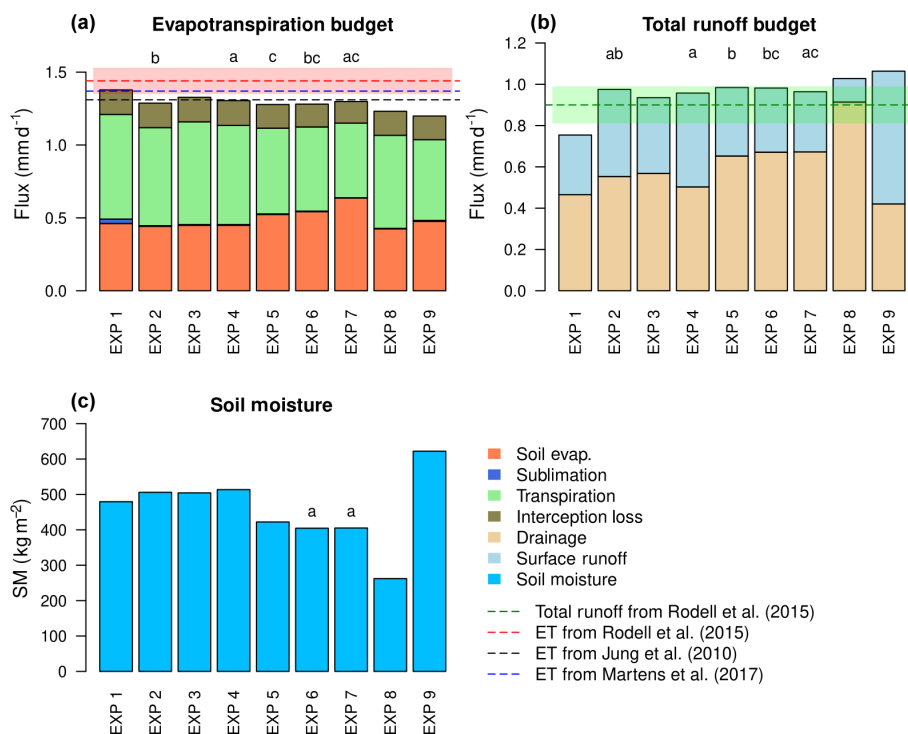 (a) Evapotranspiration budget
b a c bc ac
Flux (mm d-1)
1.5
1.0
0.5
0.0
EXP 1 EXP 2 EXP 3 EXP 4 EXP 5 EXP 6 EXP 7 EXP 8 EXP 9
(b) Total runoff budget
ab a b bc ac
Flux (mm d-1)
1.2
1.0
0.8
0.6
0.4
0.2
0.0
EXP 1 EXP 2 EXP 3 EXP 4 EXP 5 EXP 6 EXP 7 EXP 8 EXP 9
(c) Soil moisture
a a
SM (kg m-2)
700
600
500
400
300
200
100
0
EXP 1 EXP 2 EXP 3 EXP 4 EXP 5 EXP 6 EXP 7 EXP 8 EXP 9
Soil evap.
Sublimation
Transpiration
Interception loss
Drainage
Surface runoff
Soil moisture
Total runoff from Rodell et al. (2015)
ET from Rodell et al. (2015)
ET from Jung et al. (2010)
ET from Martens et al. (2017)